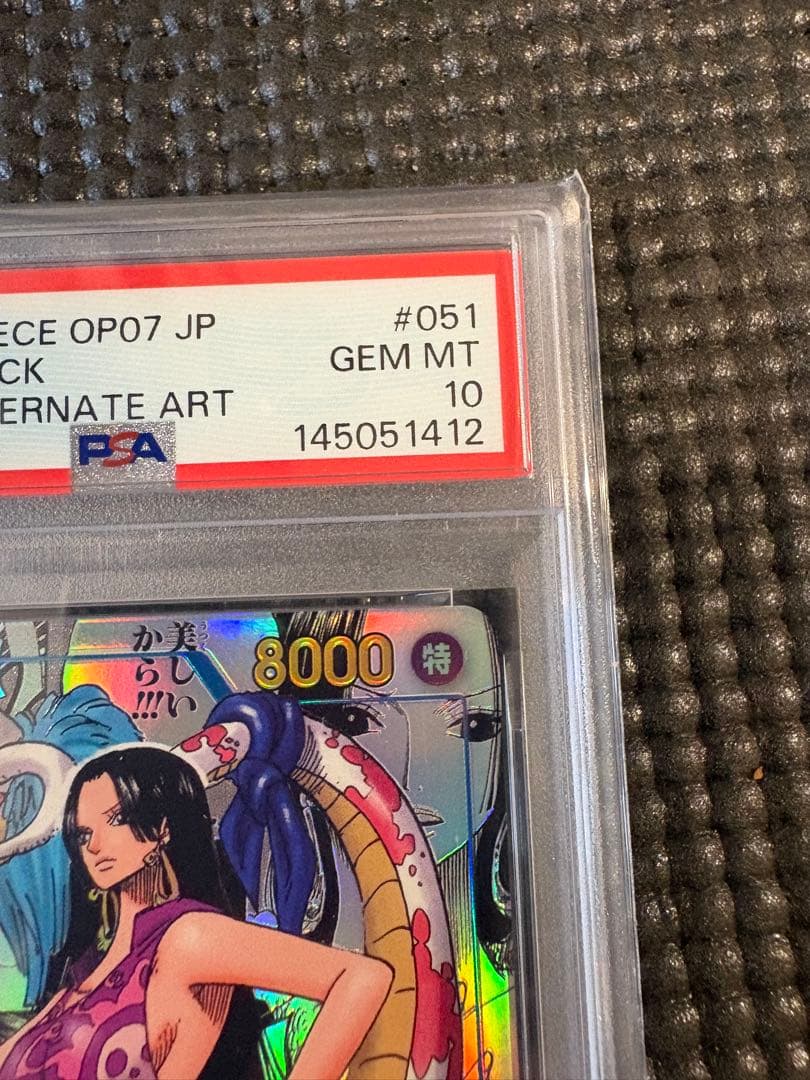 ECE OP07 JP
#051
CK
GEM MT
ERNATE ART
10
PSA
145051412
美しい
から!!!
8000
特